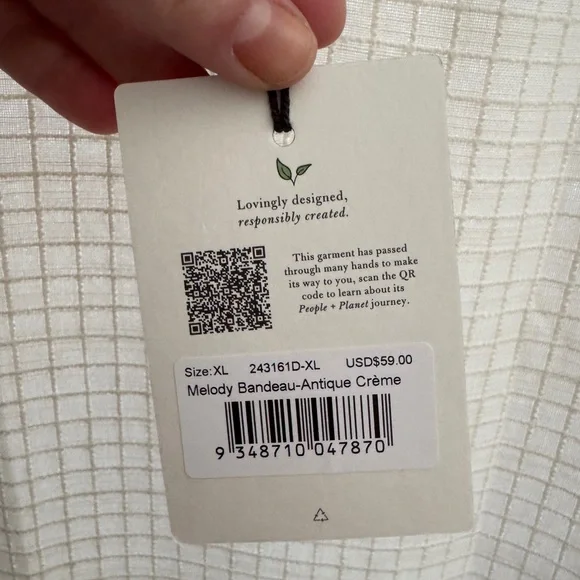 Lovingly designed,
responsibly created.
This garment has passed
through many hands to make
its way to you, scan the QR
code to learn about its
People + Planet journey.
Size:XL 243161D-XL USD$59.00
Melody Bandeau-Antique Crème
9 348710 047870